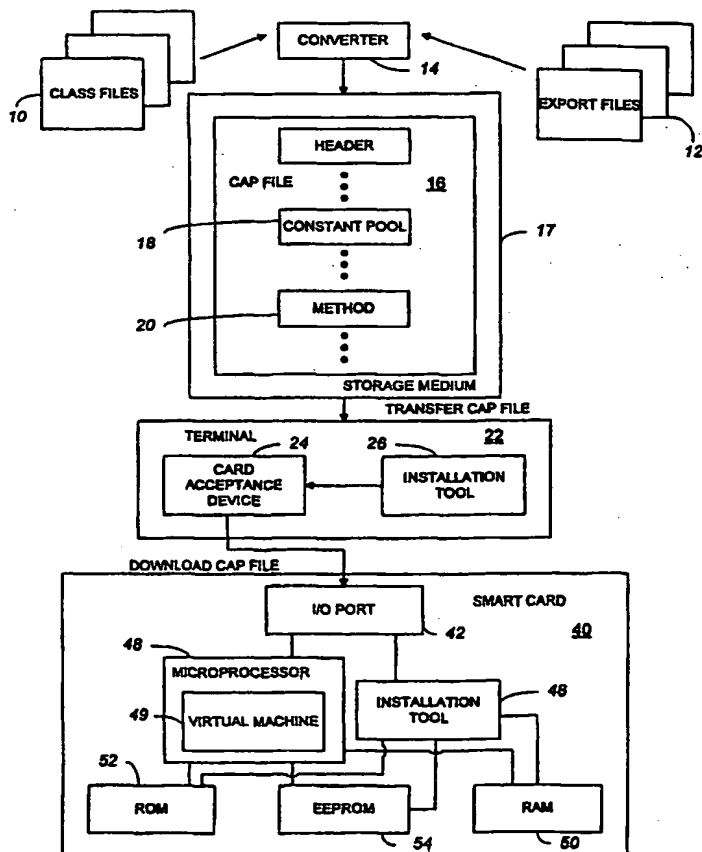 CONVERTER
14
CLASS FILES
10
EXPORT FILES
12
HEADER
CAP FILE
16
CONSTANT POOL
18
17
METHOD
20
STORAGE MEDIUM
TRANSFER CAP FILE
TERMINAL
24
26
22
CARD
ACCEPTANCE
DEVICE
INSTALLATION
TOOL
DOWNLOAD CAP FILE
I/O PORT
SMART CARD
42
40
48
MICROPROCESSOR
49
VIRTUAL MACHINE
INSTALLATION
TOOL
48
52
ROM
EEPROM
RAM
54
50